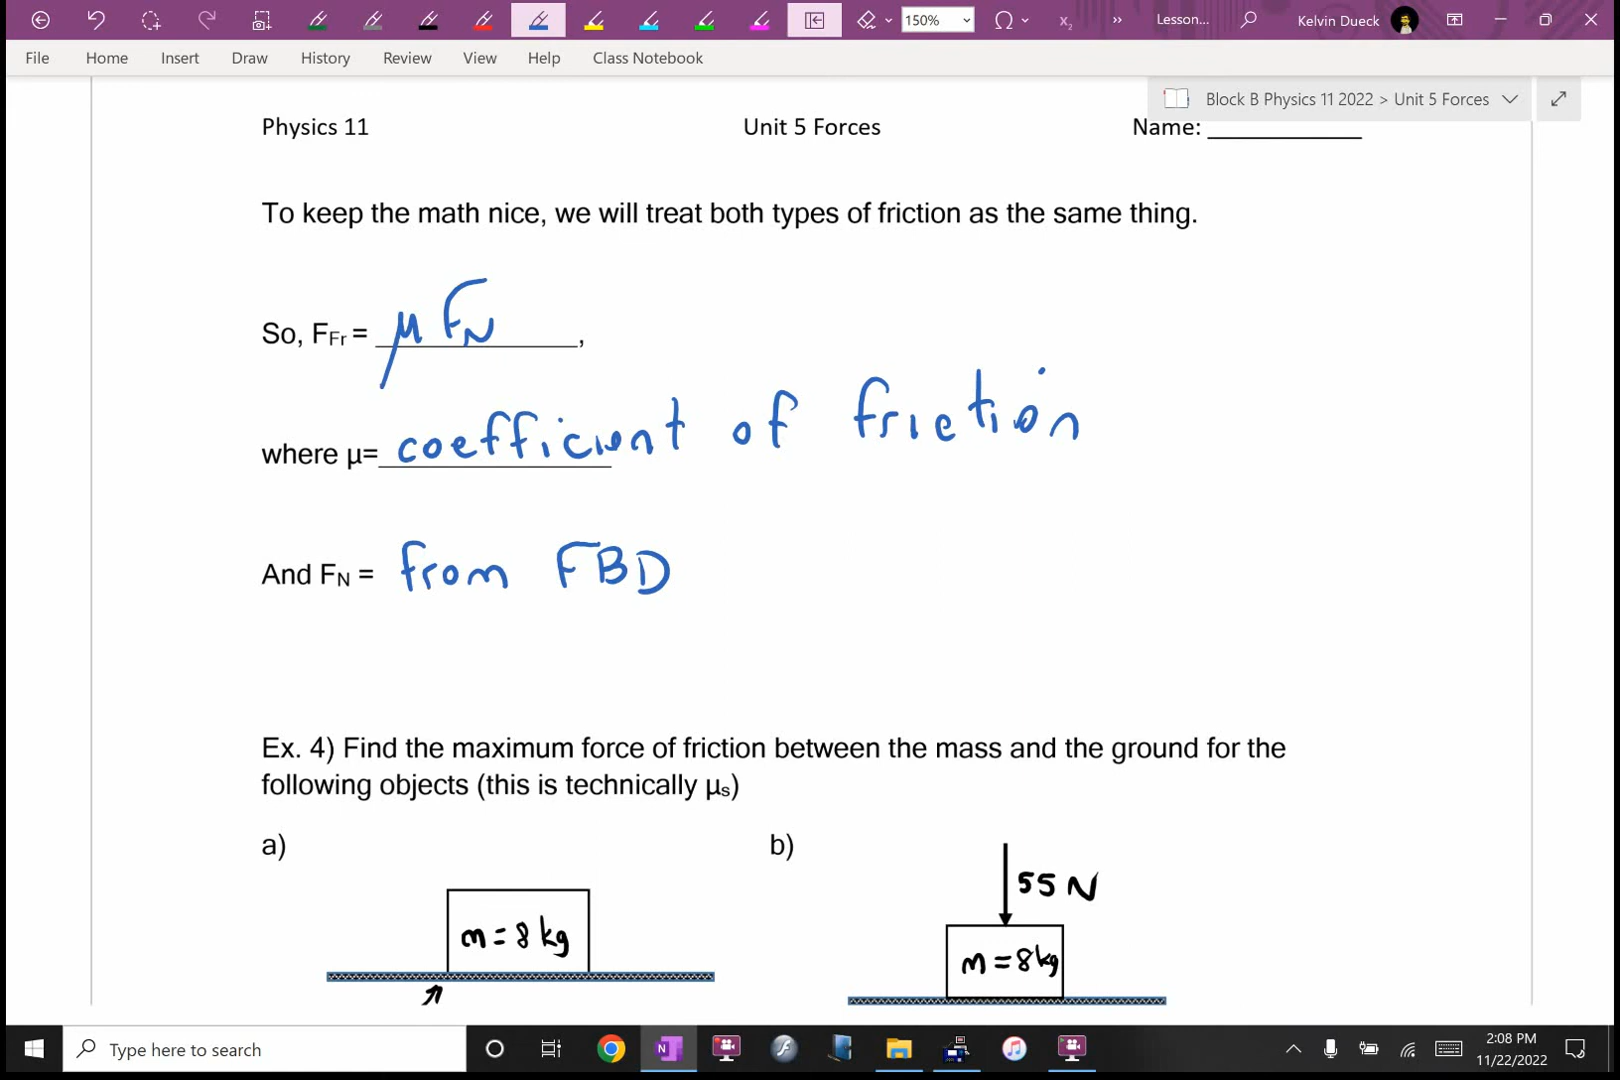 150%
Lesson...
Kelvin Dueck
File Home Insert Draw History Review View Help Class Notebook
Block B Physics 11 2022 > Unit 5 Forces
Physics 11 Unit 5 Forces Name: ____________
To keep the math nice, we will treat both types of friction as the same thing.
So, FFr = μ FN,
where μ= coefficient of friction
And FN = from FBD
Ex. 4) Find the maximum force of friction between the mass and the ground for the
following objects (this is technically μs)
a) b)
55 N
m = 8 kg
m = 8 kg
Type here to search
2:08 PM
11/22/2022